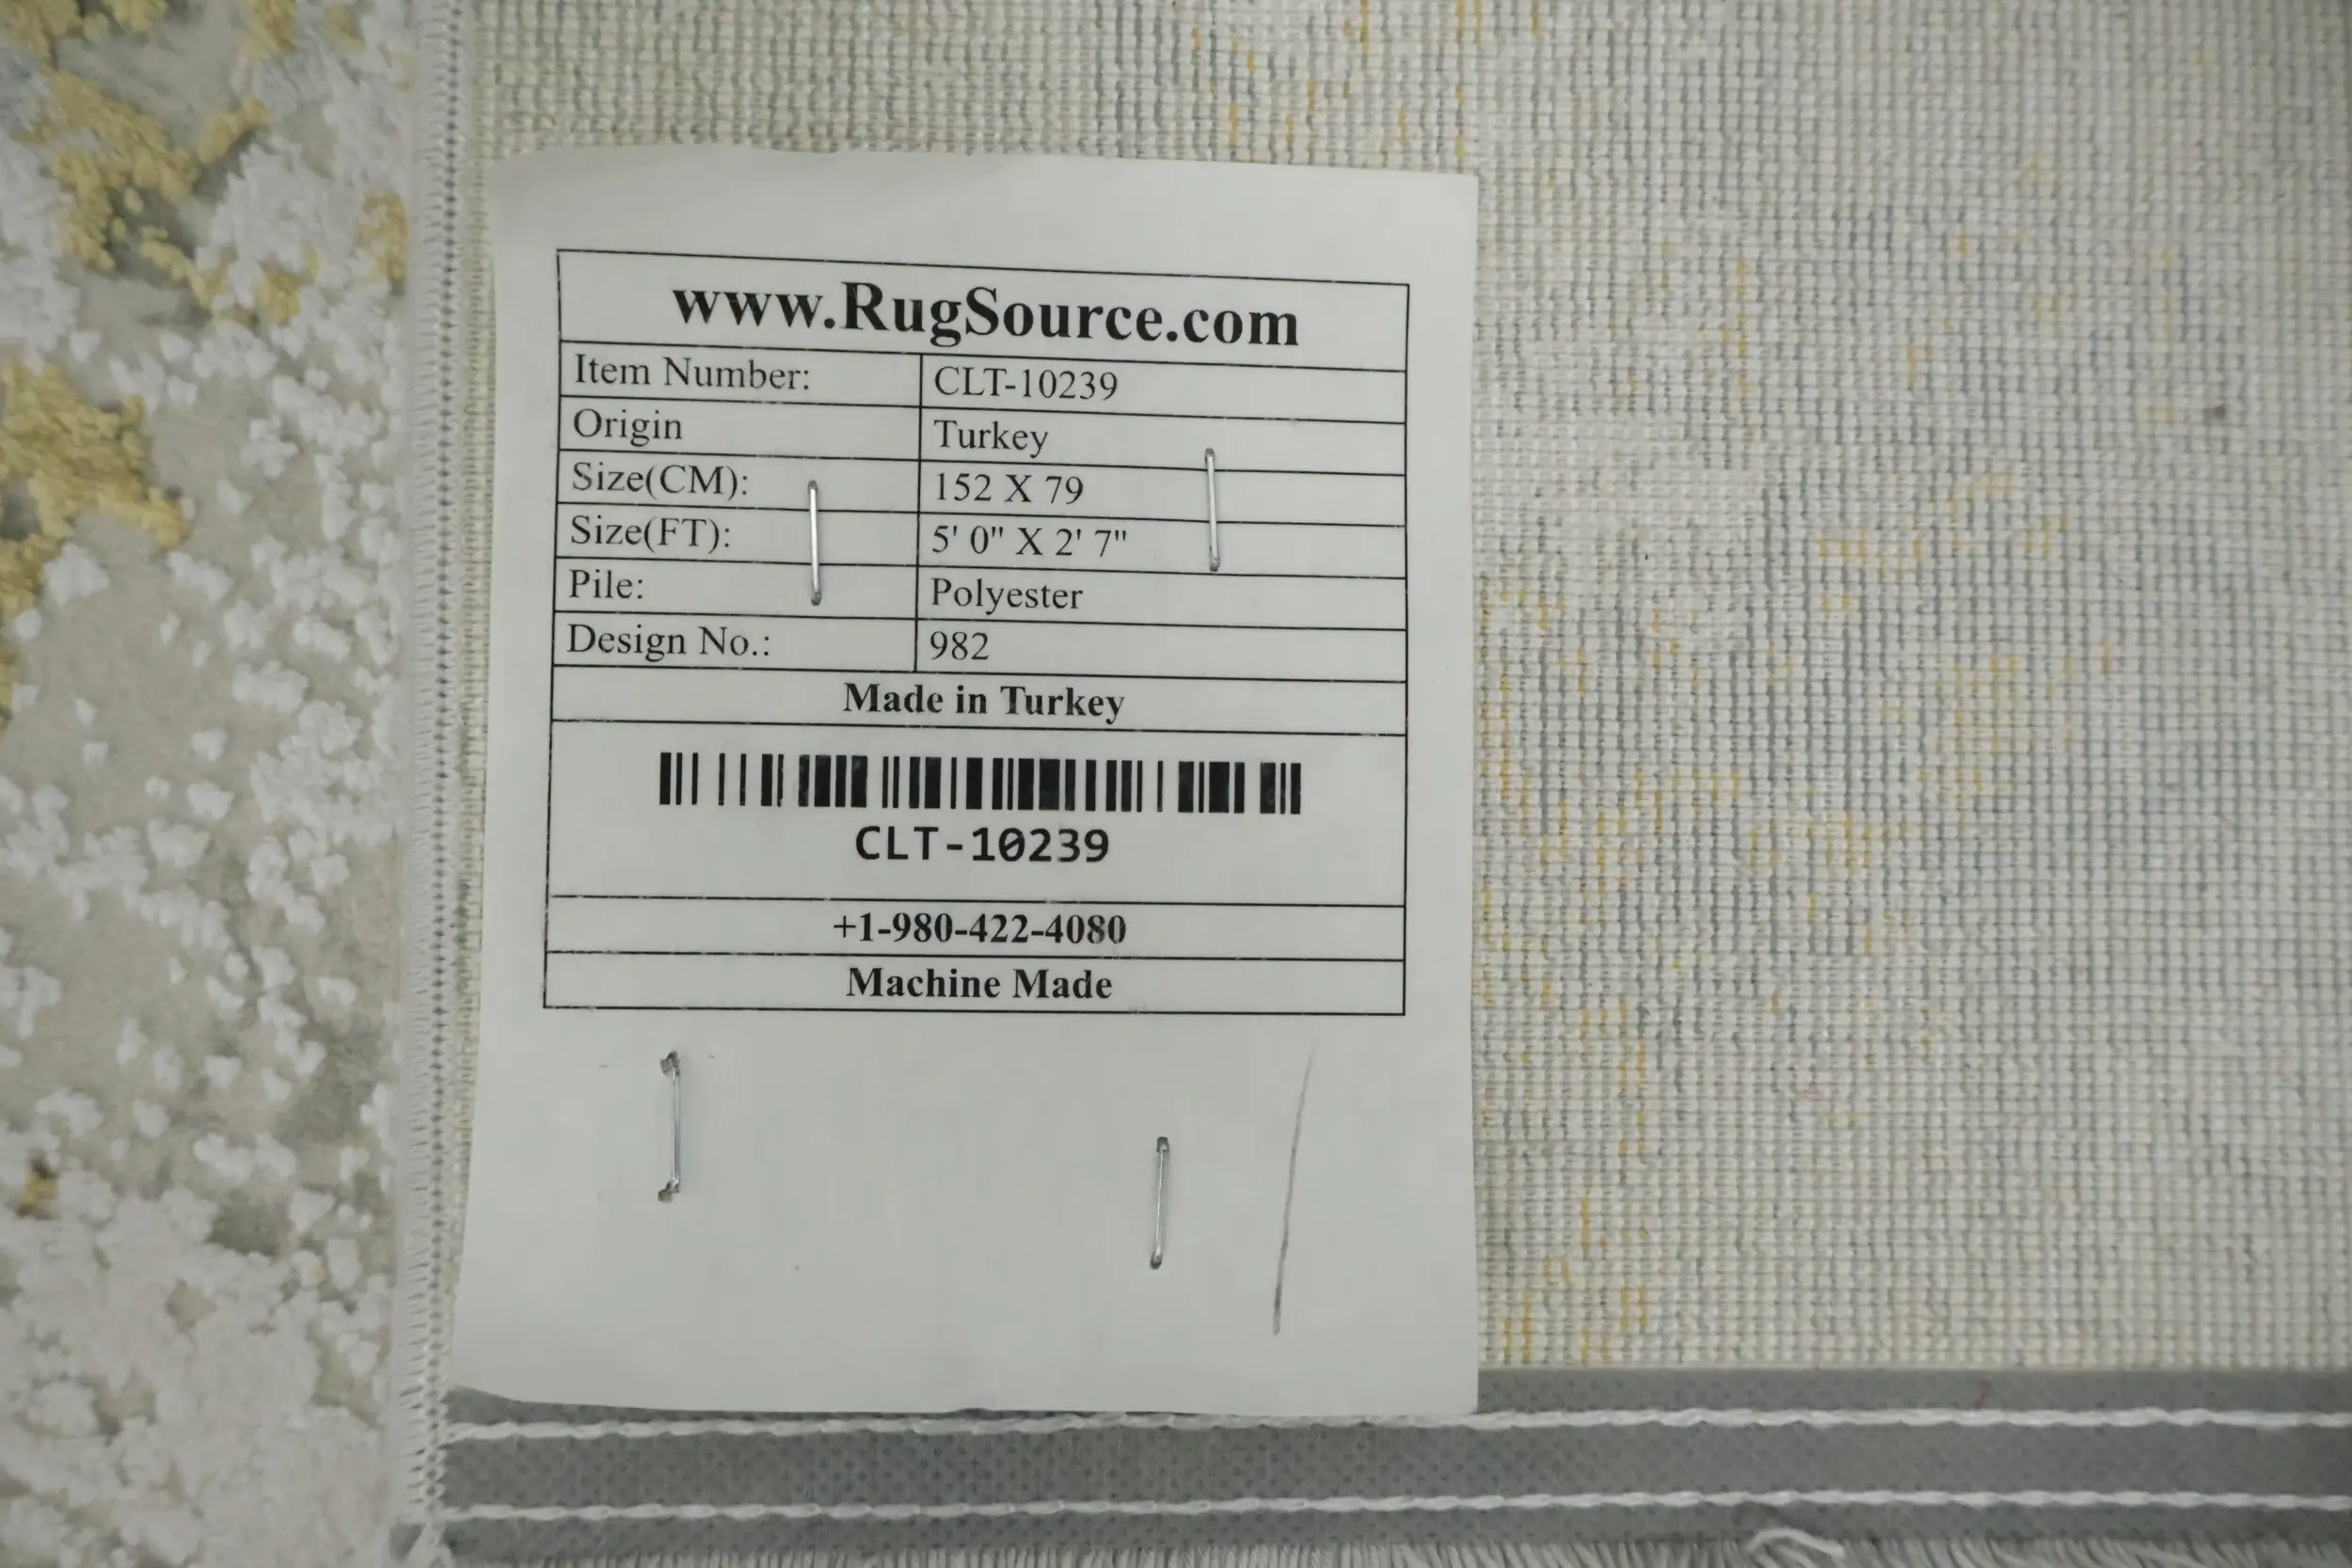 www.RugSource.com
Item Number: CLT-10239
Origin Turkey
Size(CM): 152 X 79
Size(FT): 5' 0" X 2' 7"
Pile: Polyester
Design No.: 982
Made in Turkey
CLT-10239
+1-980-422-4080
Machine Made